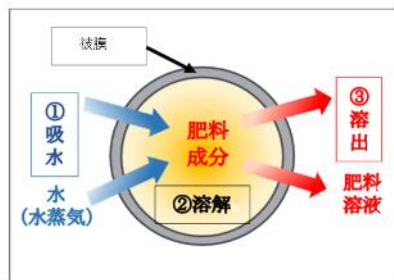 被膜
①
吸
水
水
(水蒸気)
肥料
成分
②溶解
③
溶
出
肥料
溶液